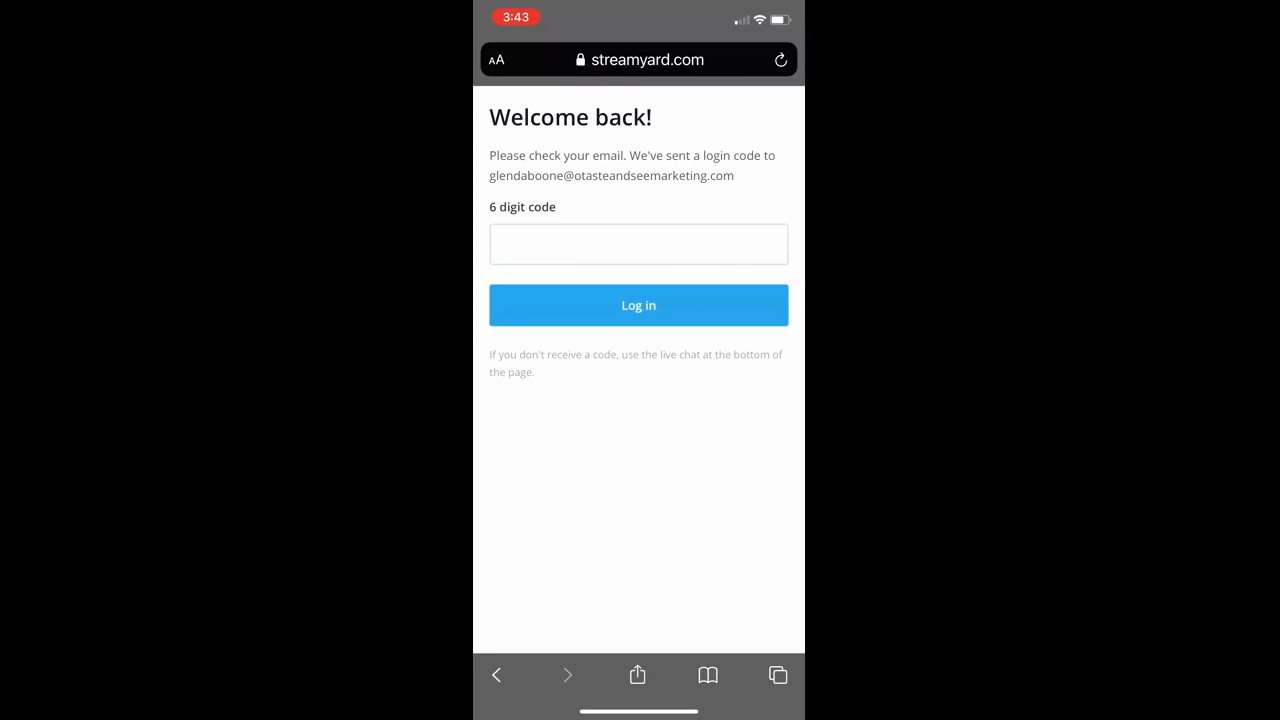 3:43
AA streamyard.com
Welcome back!
Please check your email. We've sent a login code to
glendaboone@otasteandseemarketing.com
6 digit code
Log in
If you don't receive a code, use the live chat at the bottom of
the page.